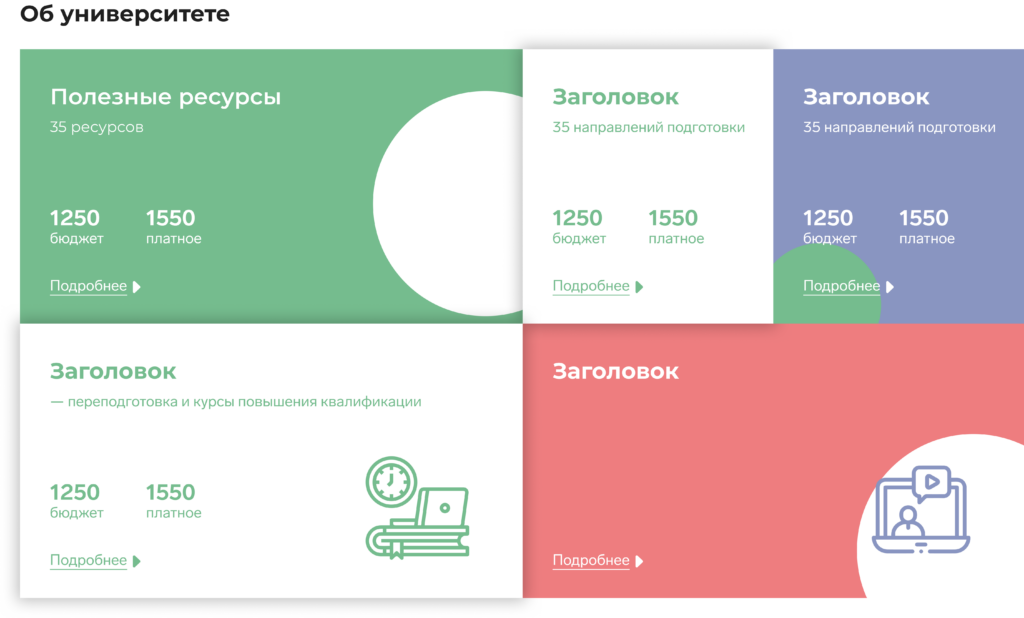 Об университете
Полезные ресурсы
35 ресурсов
1250
бюджет
1550
платное
Подробнее
Заголовок
35 направлений подготовки
1250
бюджет
1550
платное
Подробнее
Заголовок
35 направлений подготовки
1250
бюджет
1550
платное
Подробнее
Заголовок
— переподготовка и курсы повышения квалификации
1250
бюджет
1550
платное
Подробнее
Заголовок
Подробнее